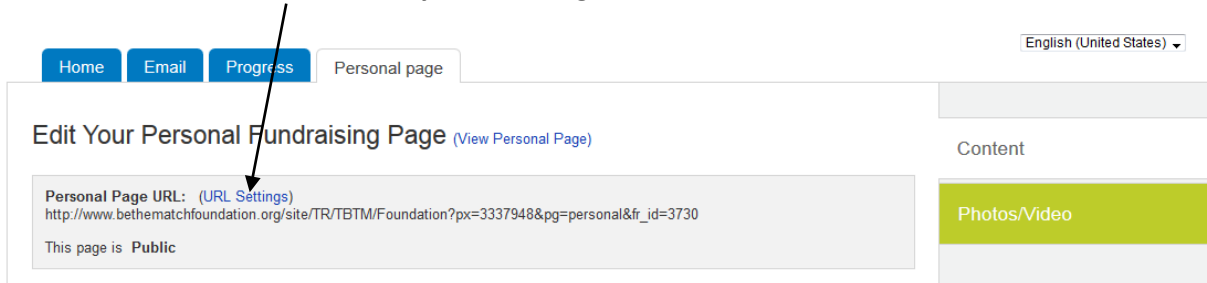 English (United States)
Home Email Progress Personal page
Edit Your Personal Fundraising Page (View Personal Page)
Content
Personal Page URL: (URL Settings)
http://www.bethematchfoundation.org/site/TR/TBTM/Foundation?px=3337948&pg=personal&fr_id=3730
Photos/Video
This page is Public